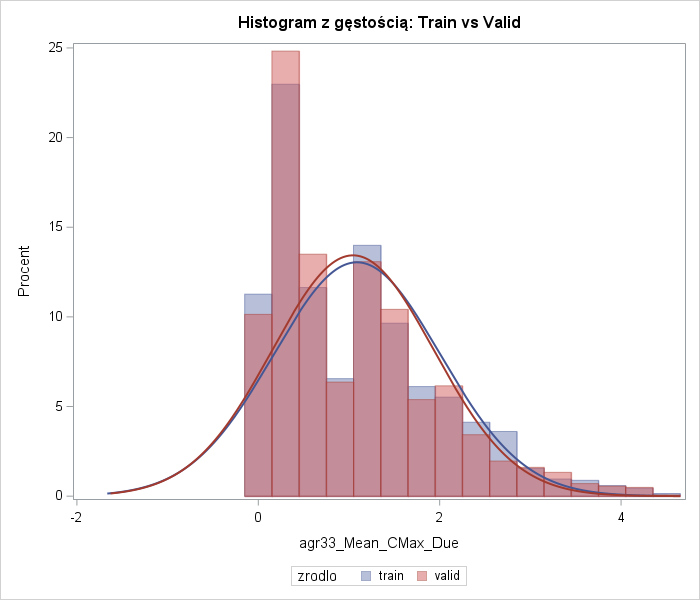 Histogram z gęstością: Train vs Valid
25
20
15
10
5
0
Procent
-2 0 2 4
agr33_Mean_CMax_Due
zrodlo train valid